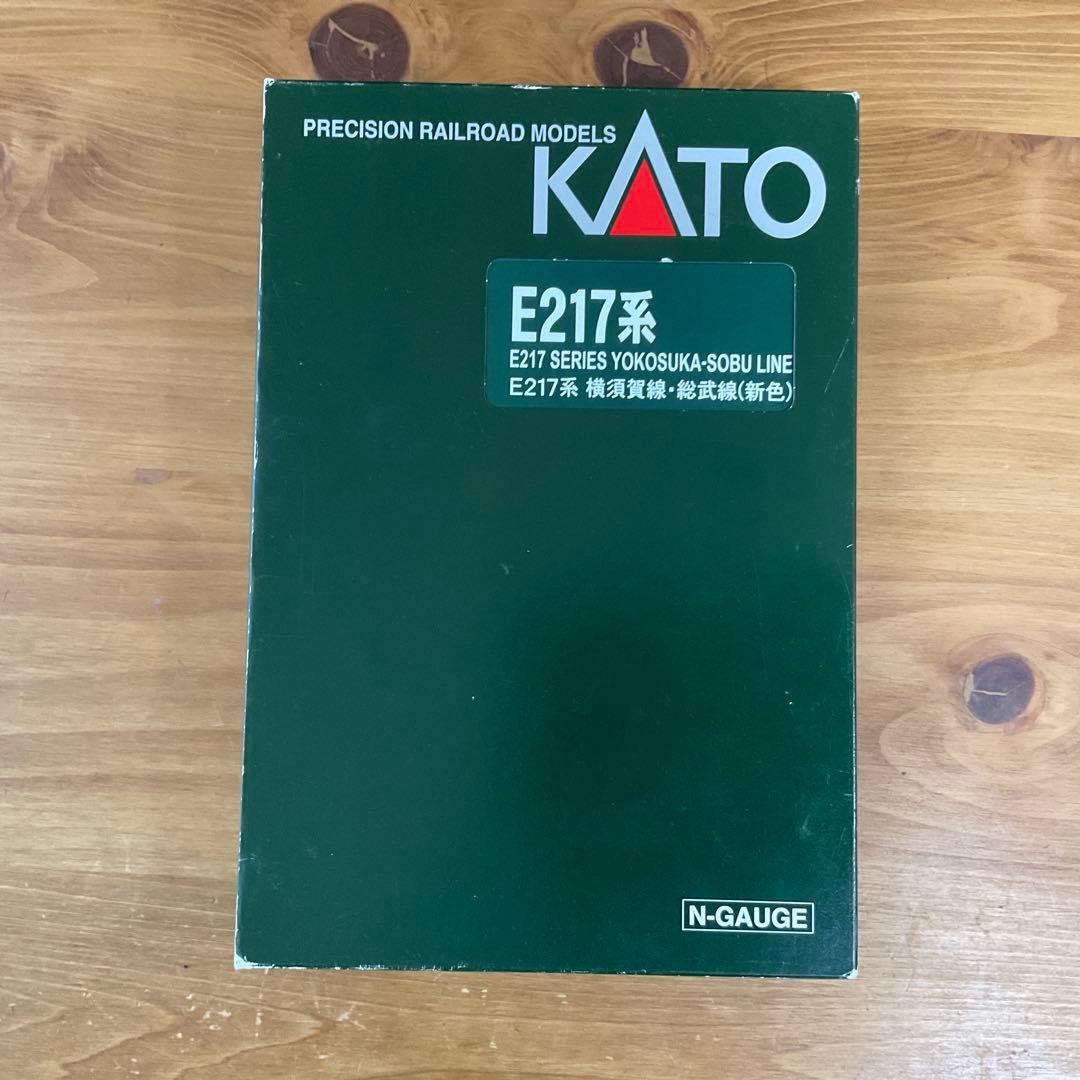 PRECISION RAILROAD MODELS
KATO
E217系
E217 SERIES YOKOSUKA-SOBU LINE
E217系 横須賀線・総武線(新色)
N-GAUGE